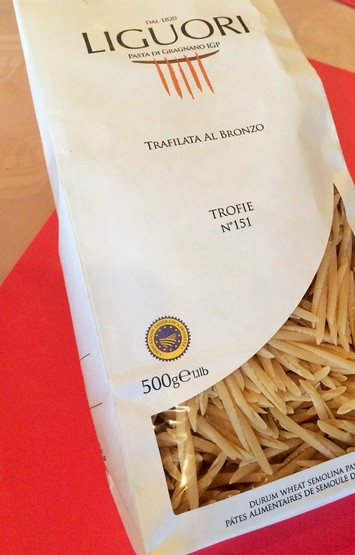 DAL 1820
LIGUORI
PASTA DI GRAGNANO IGP
TRAFILATA AL BRONZO
TROFIE
N°151
500g℮1.1lb
DURUM WHEAT SEMOLINA PAS
PÂTES ALIMENTAIRES DE SEMOULE D